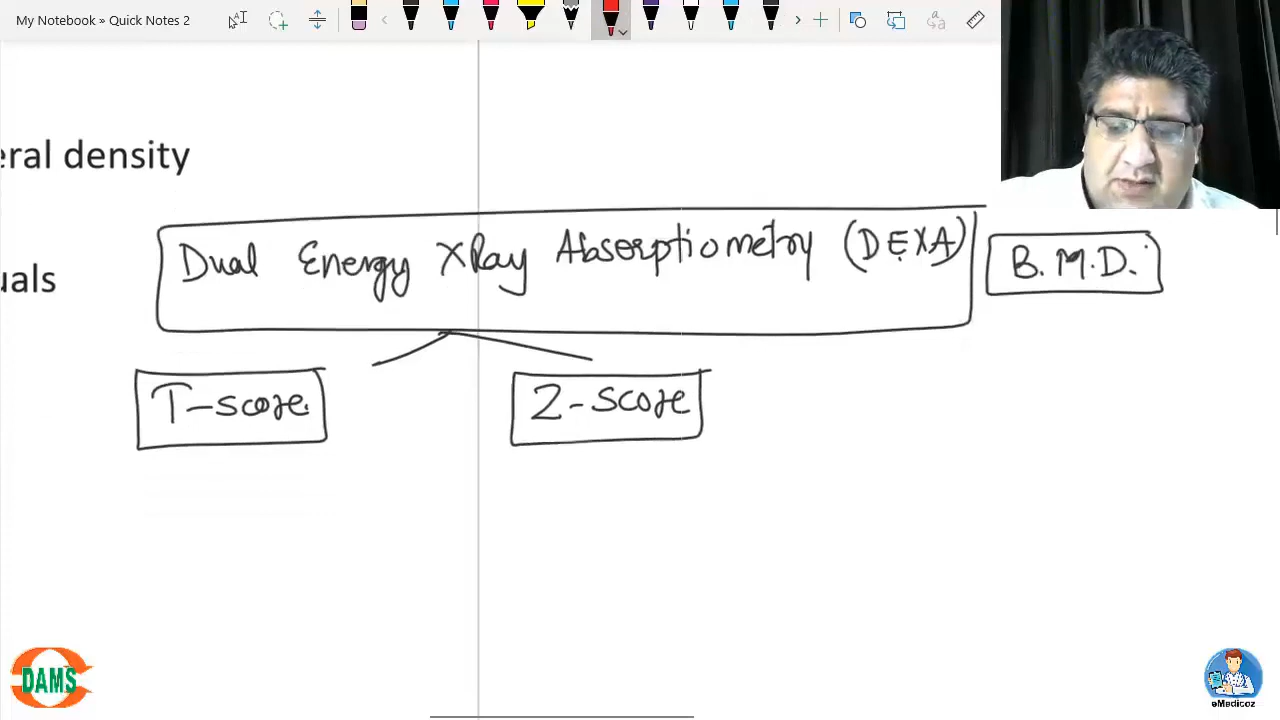 My Notebook » Quick Notes 2
eral density
Dual Energy XRay Absorptiometry (DEXA)
B.M.D.
uals
T-score
Z-score
DAMS
eMedicoz